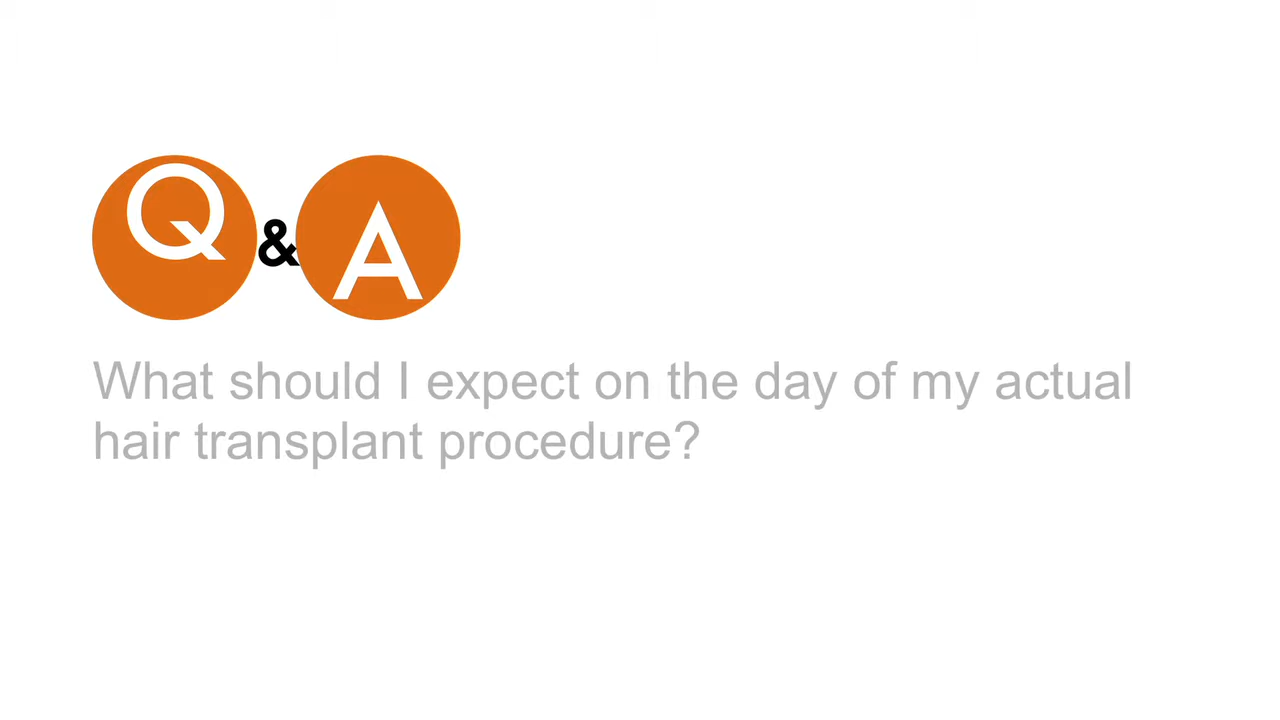 Q & A
What should I expect on the day of my actual
hair transplant procedure?